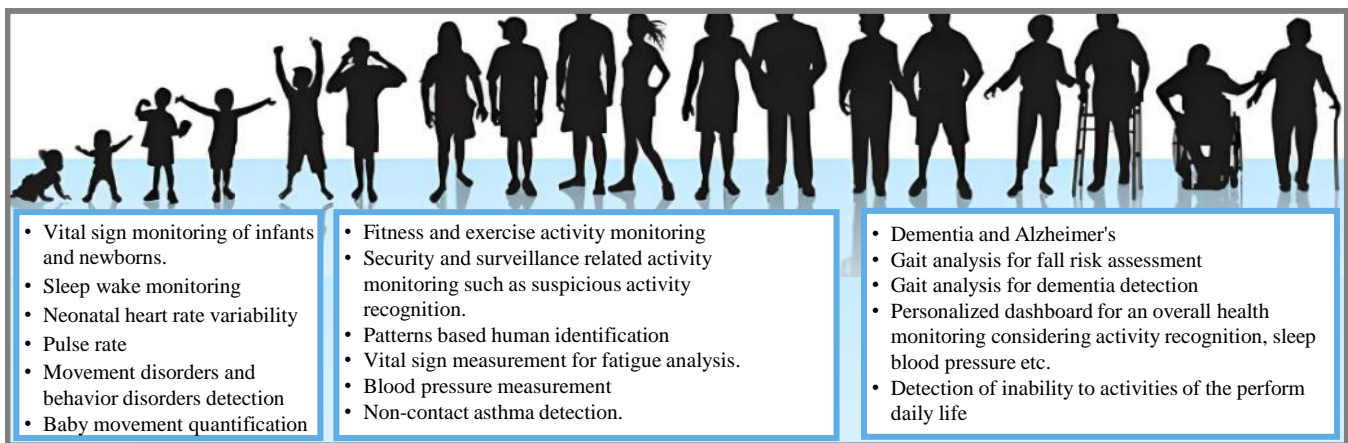 • Vital sign monitoring of infants
and newborns.
• Sleep wake monitoring
• Neonatal heart rate variability
• Pulse rate
• Movement disorders and
behavior disorders detection
• Baby movement quantification
• Fitness and exercise activity monitoring
• Security and surveillance related activity
monitoring such as suspicious activity
recognition.
• Patterns based human identification
• Vital sign measurement for fatigue analysis.
• Blood pressure measurement
• Non-contact asthma detection.
• Dementia and Alzheimer's
• Gait analysis for fall risk assessment
• Gait analysis for dementia detection
• Personalized dashboard for an overall health
monitoring considering activity recognition, sleep
blood pressure etc.
• Detection of inability to activities of the perform
daily life